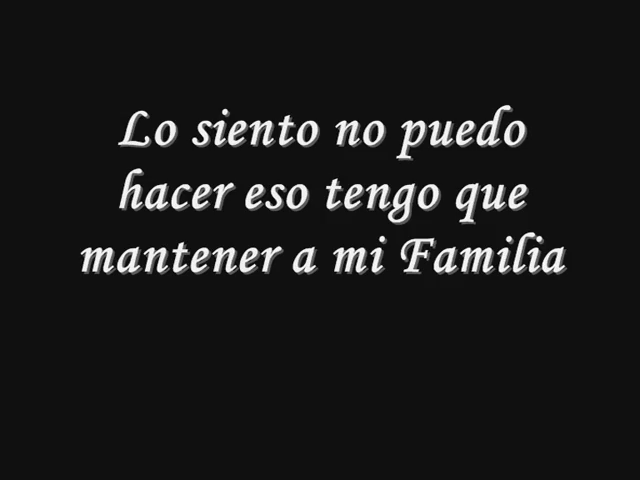 Lo siento no puedo
hacer eso tengo que
mantener a mi Familia